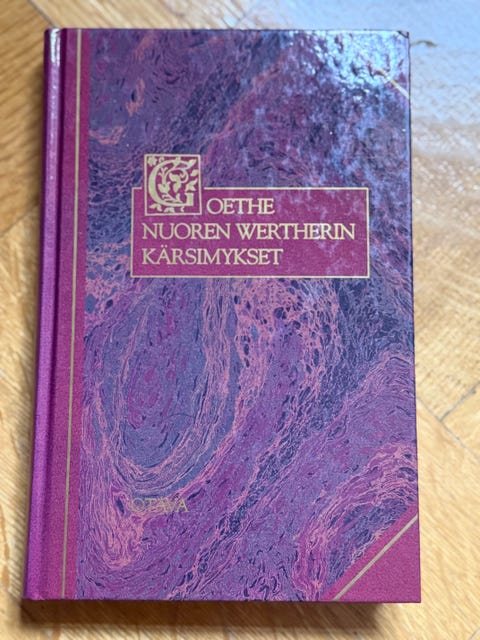 GOETHE
NUOREN WERTHERIN
KÄRSIMYKSET
OTAVA